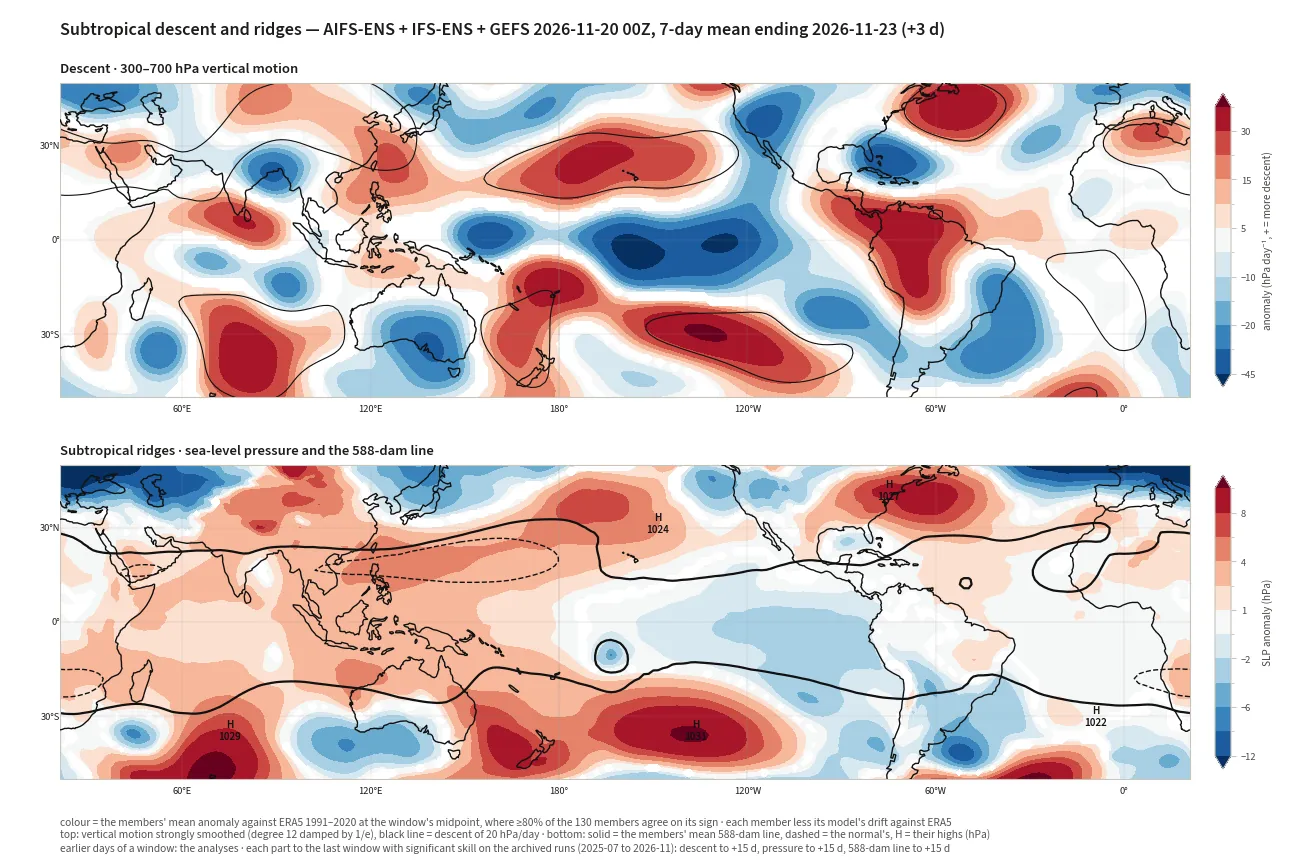 Subtropical descent and ridges — AIFS-ENS + IFS-ENS + GEFS 2026-11-20 00Z, 7-day mean ending 2026-11-23 (+3 d)
Descent · 300–700 hPa vertical motion
30°N
0°
30°S
60°E
120°E
180°
120°W
60°W
0°
30
15
5
−10
−20
−45
anomaly (hPa day⁻¹, + = more descent)
Subtropical ridges · sea-level pressure and the 588-dam line
H
1027
H
1024
H
1029
H
1033
H
1022
30°N
0°
30°S
60°E
120°E
180°
120°W
60°W
0°
8
4
1
−2
−6
−12
SLP anomaly (hPa)
colour = the members' mean anomaly against ERA5 1991–2020 at the window's midpoint, where ≥80% of the 130 members agree on its sign · each member less its model's drift against ERA5
top: vertical motion strongly smoothed (degree 12 damped by 1/e), black line = descent of 20 hPa/day · bottom: solid = the members' mean 588-dam line, dashed = the normal's, H = their highs (hPa)
earlier days of a window: the analyses · each part to the last window with significant skill on the archived runs (2025-07 to 2026-11): descent to +15 d, pressure to +15 d, 588-dam line to +15 d